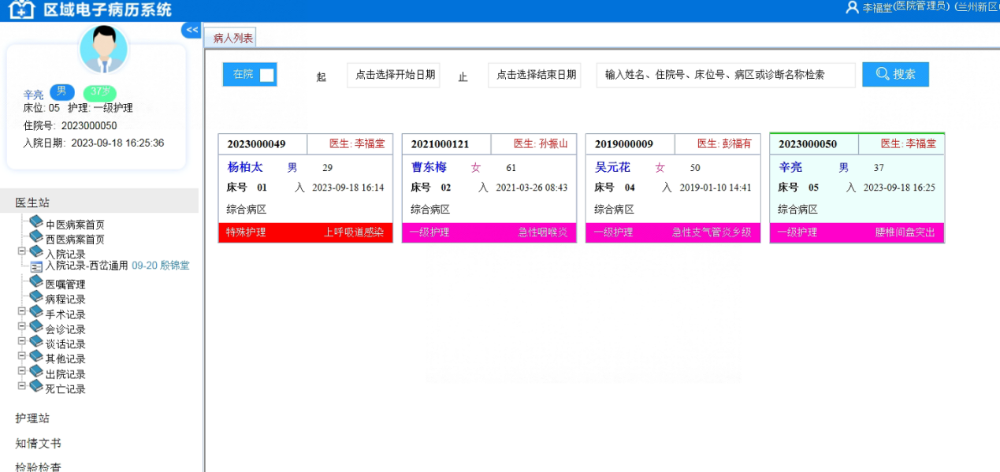 区域电子病历系统
李福堂(医院管理员) (兰州新区
<<
病人列表
辛亮 男 37岁
床位: 05 护理: 一级护理
住院号: 2023000050
入院日期: 2023-09-18 16:25:36
医生站
中医病案首页
西医病案首页
入院记录
入院记录-西岔通用 09-20 殷锦堂
医嘱管理
病程记录
手术记录
会诊记录
谈话记录
其他记录
出院记录
死亡记录
护理站
知情文书
检验检查
在院 起 点击选择开始日期 止 点击选择结束日期 输入姓名、住院号、床位号、病区或诊断名称检索 搜索
2023000049 医生: 李福堂
杨柏太 男 29
床号 01 入 2023-09-18 16:14
综合病区
特殊护理 上呼吸道感染
2021000121 医生: 孙振山
曹东梅 女 61
床号 02 入 2021-03-26 08:43
综合病区
一级护理 急性咽喉炎
2019000009 医生: 彭福有
吴元花 女 50
床号 04 入 2019-01-10 14:41
综合病区
一级护理 急性支气管炎乡级
2023000050 医生: 李福堂
辛亮 男 37
床号 05 入 2023-09-18 16:25
综合病区
一级护理 腰椎间盘突出